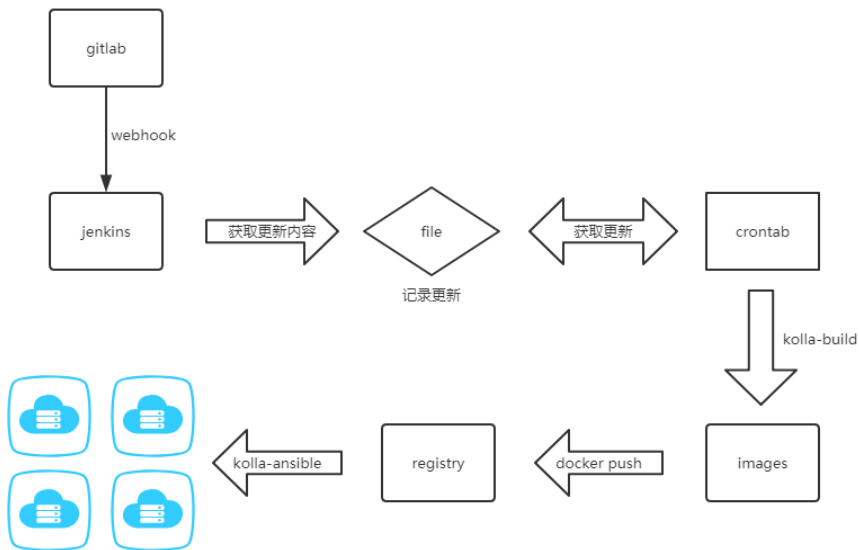 gitlab
webhook
jenkins
获取更新内容
file
获取更新
crontab
记录更新
kolla-build
kolla-ansible
registry
docker push
images